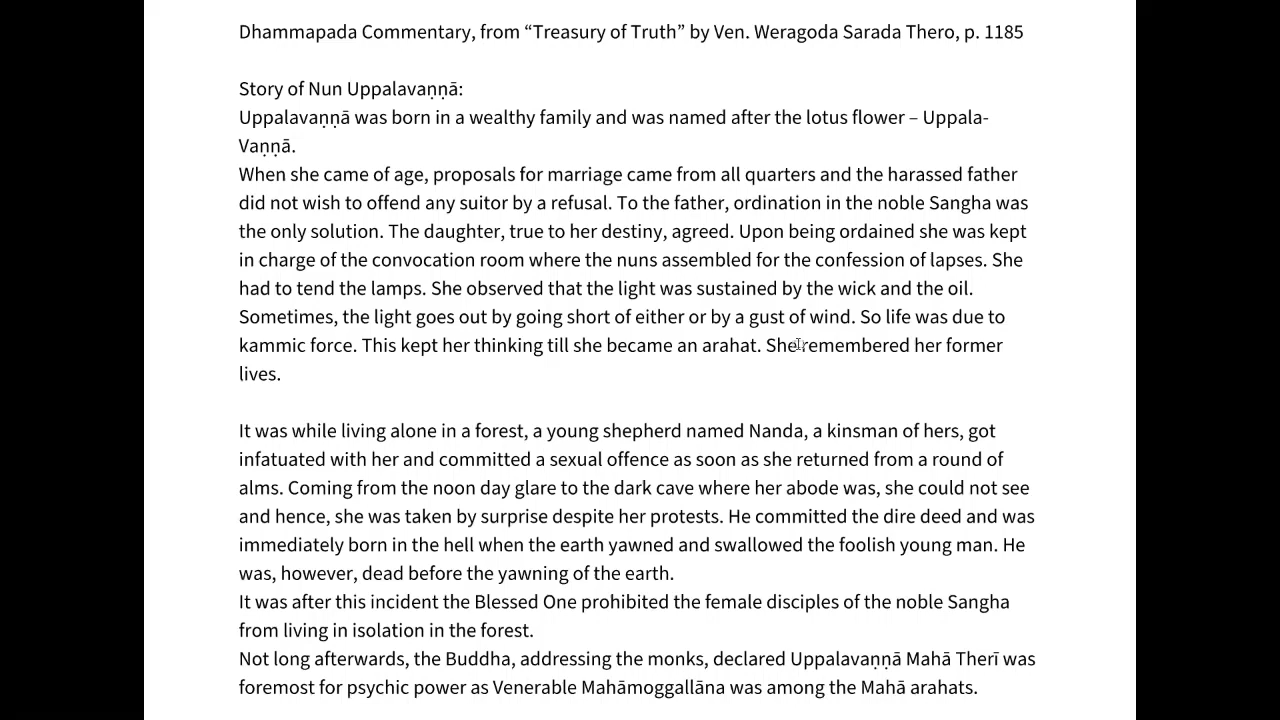 Dhammapada Commentary, from “Treasury of Truth” by Ven. Weragoda Sarada Thero, p. 1185
Story of Nun Uppalavaṇṇā:
Uppalavaṇṇā was born in a wealthy family and was named after the lotus flower – Uppala-
Vaṇṇā.
When she came of age, proposals for marriage came from all quarters and the harassed father
did not wish to offend any suitor by a refusal. To the father, ordination in the noble Sangha was
the only solution. The daughter, true to her destiny, agreed. Upon being ordained she was kept
in charge of the convocation room where the nuns assembled for the confession of lapses. She
had to tend the lamps. She observed that the light was sustained by the wick and the oil.
Sometimes, the light goes out by going short of either or by a gust of wind. So life was due to
kammic force. This kept her thinking till she became an arahat. She remembered her former
lives.
It was while living alone in a forest, a young shepherd named Nanda, a kinsman of hers, got
infatuated with her and committed a sexual offence as soon as she returned from a round of
alms. Coming from the noon day glare to the dark cave where her abode was, she could not see
and hence, she was taken by surprise despite her protests. He committed the dire deed and was
immediately born in the hell when the earth yawned and swallowed the foolish young man. He
was, however, dead before the yawning of the earth.
It was after this incident the Blessed One prohibited the female disciples of the noble Sangha
from living in isolation in the forest.
Not long afterwards, the Buddha, addressing the monks, declared Uppalavaṇṇā Mahā Therī was
foremost for psychic power as Venerable Mahāmoggallāna was among the Mahā arahats.